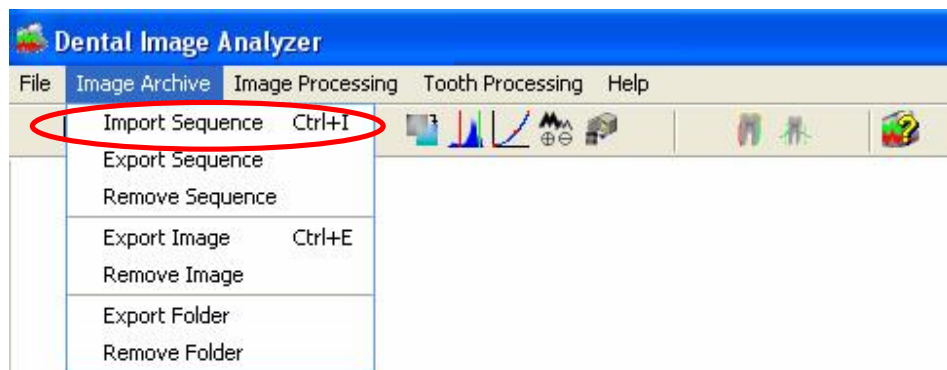 Dental Image Analyzer
File Image Archive Image Processing Tooth Processing Help
Import Sequence Ctrl+I
Export Sequence
Remove Sequence
Export Image Ctrl+E
Remove Image
Export Folder
Remove Folder